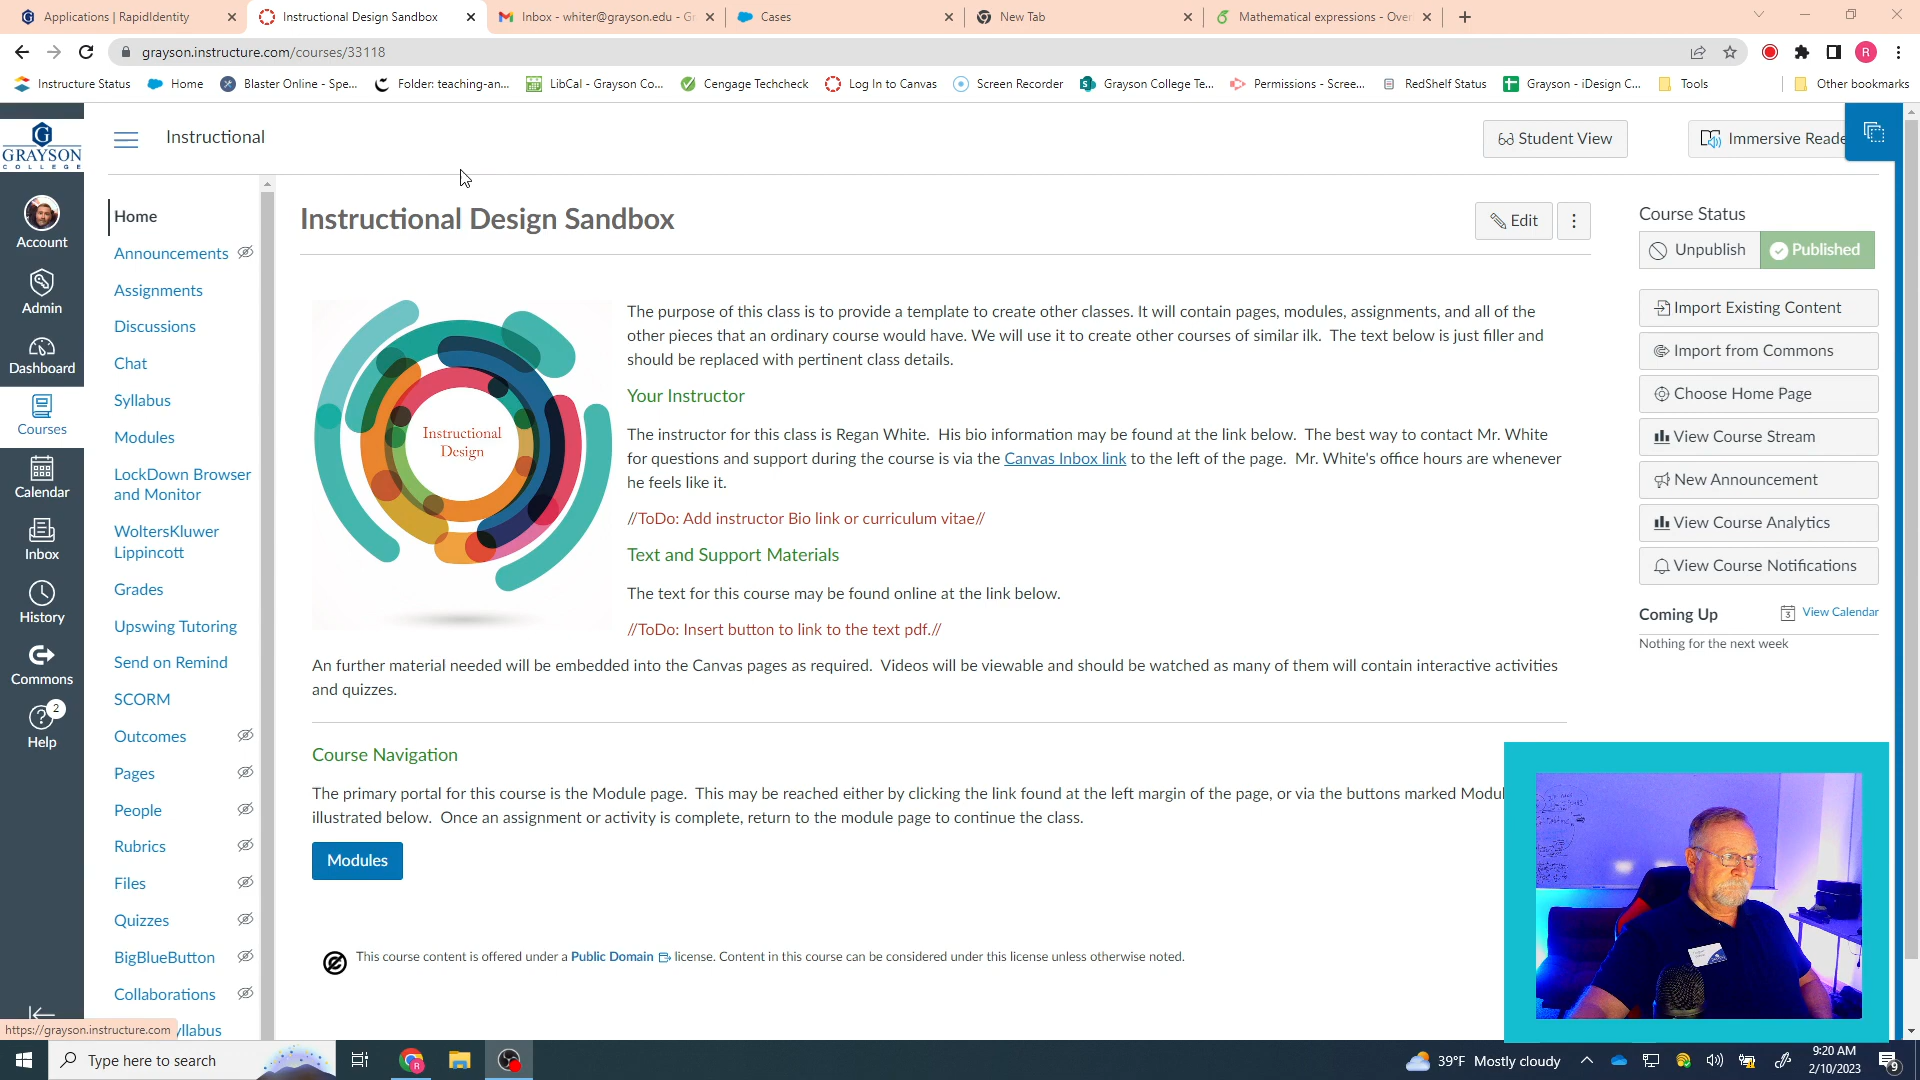 Applications | RapidIdentity
Instructional Design Sandbox
Inbox - whiter@grayson.edu - Gr
Cases
New Tab
Mathematical expressions - Over
grayson.instructure.com/courses/33118
R
Instructure Status
Home
Blaster Online - Spe...
Folder: teaching-an...
LibCal - Grayson Co...
Cengage Techcheck
Log In to Canvas
Screen Recorder
Grayson College Te...
Permissions - Scree...
RedShelf Status
Grayson - iDesign C...
Tools
Other bookmarks
GRAYSON
COLLEGE
Instructional
Student View
Immersive Reade
Account
Admin
Dashboard
Courses
Calendar
Inbox
History
Commons
2
Help
Home
Announcements
Assignments
Discussions
Chat
Syllabus
Modules
LockDown Browser
and Monitor
WoltersKluwer
Lippincott
Grades
Upswing Tutoring
Send on Remind
SCORM
Outcomes
Pages
People
Rubrics
Files
Quizzes
BigBlueButton
Collaborations
yllabus
https://grayson.instructure.com
Instructional Design Sandbox
Edit
Instructional
Design
The purpose of this class is to provide a template to create other classes. It will contain pages, modules, assignments, and all of the
other pieces that an ordinary course would have. We will use it to create other courses of similar ilk. The text below is just filler and
should be replaced with pertinent class details.
Your Instructor
The instructor for this class is Regan White. His bio information may be found at the link below. The best way to contact Mr. White
for questions and support during the course is via the Canvas Inbox link to the left of the page. Mr. White's office hours are whenever
he feels like it.
//ToDo: Add instructor Bio link or curriculum vitae//
Text and Support Materials
The text for this course may be found online at the link below.
//ToDo: Insert button to link to the text pdf.//
An further material needed will be embedded into the Canvas pages as required. Videos will be viewable and should be watched as many of them will contain interactive activities
and quizzes.
Course Navigation
The primary portal for this course is the Module page. This may be reached either by clicking the link found at the left margin of the page, or via the buttons marked Modul
illustrated below. Once an assignment or activity is complete, return to the module page to continue the class.
Modules
This course content is offered under a Public Domain license. Content in this course can be considered under this license unless otherwise noted.
Course Status
Unpublish
Published
Import Existing Content
Import from Commons
Choose Home Page
View Course Stream
New Announcement
View Course Analytics
View Course Notifications
Coming Up
3
View Calendar
Nothing for the next week
Type here to search
39°F Mostly cloudy
9:20 AM
2/10/2023
9